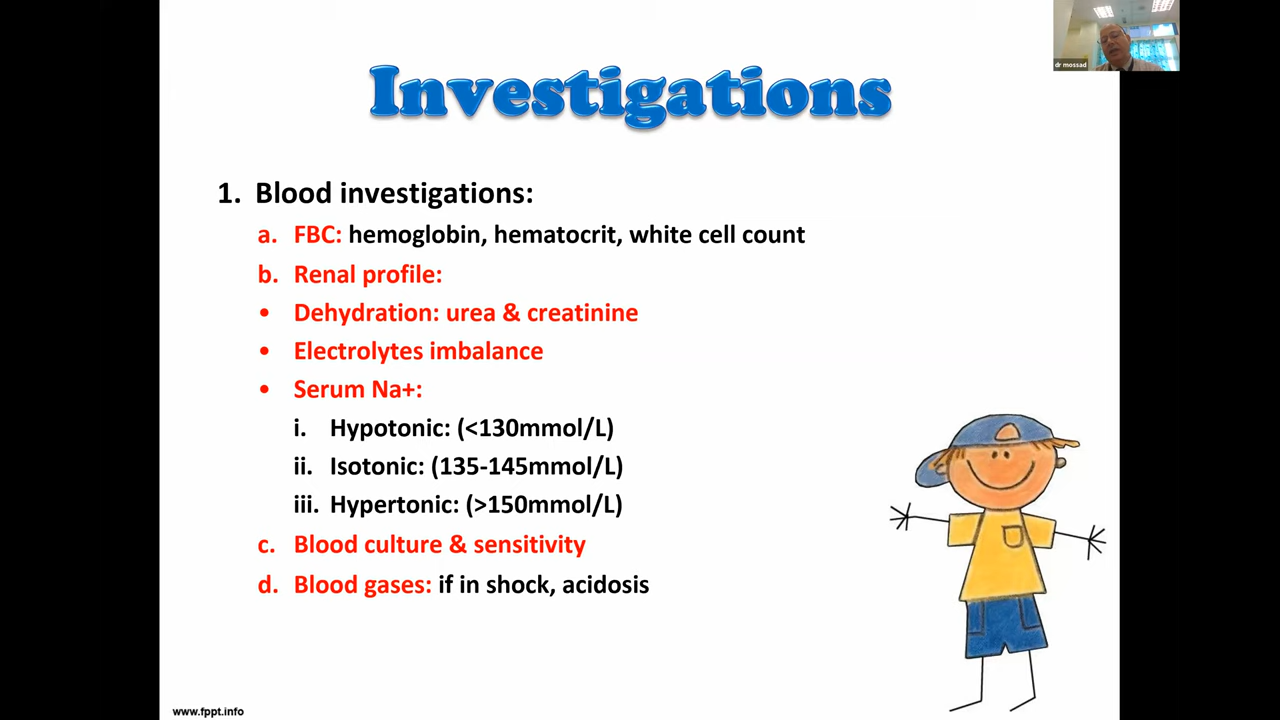 dr mossad
Investigations
1. Blood investigations:
a. FBC: hemoglobin, hematocrit, white cell count
b. Renal profile:
• Dehydration: urea & creatinine
• Electrolytes imbalance
• Serum Na+:
i. Hypotonic: (<130mmol/L)
ii. Isotonic: (135-145mmol/L)
iii. Hypertonic: (>150mmol/L)
c. Blood culture & sensitivity
d. Blood gases: if in shock, acidosis
www.fppt.info